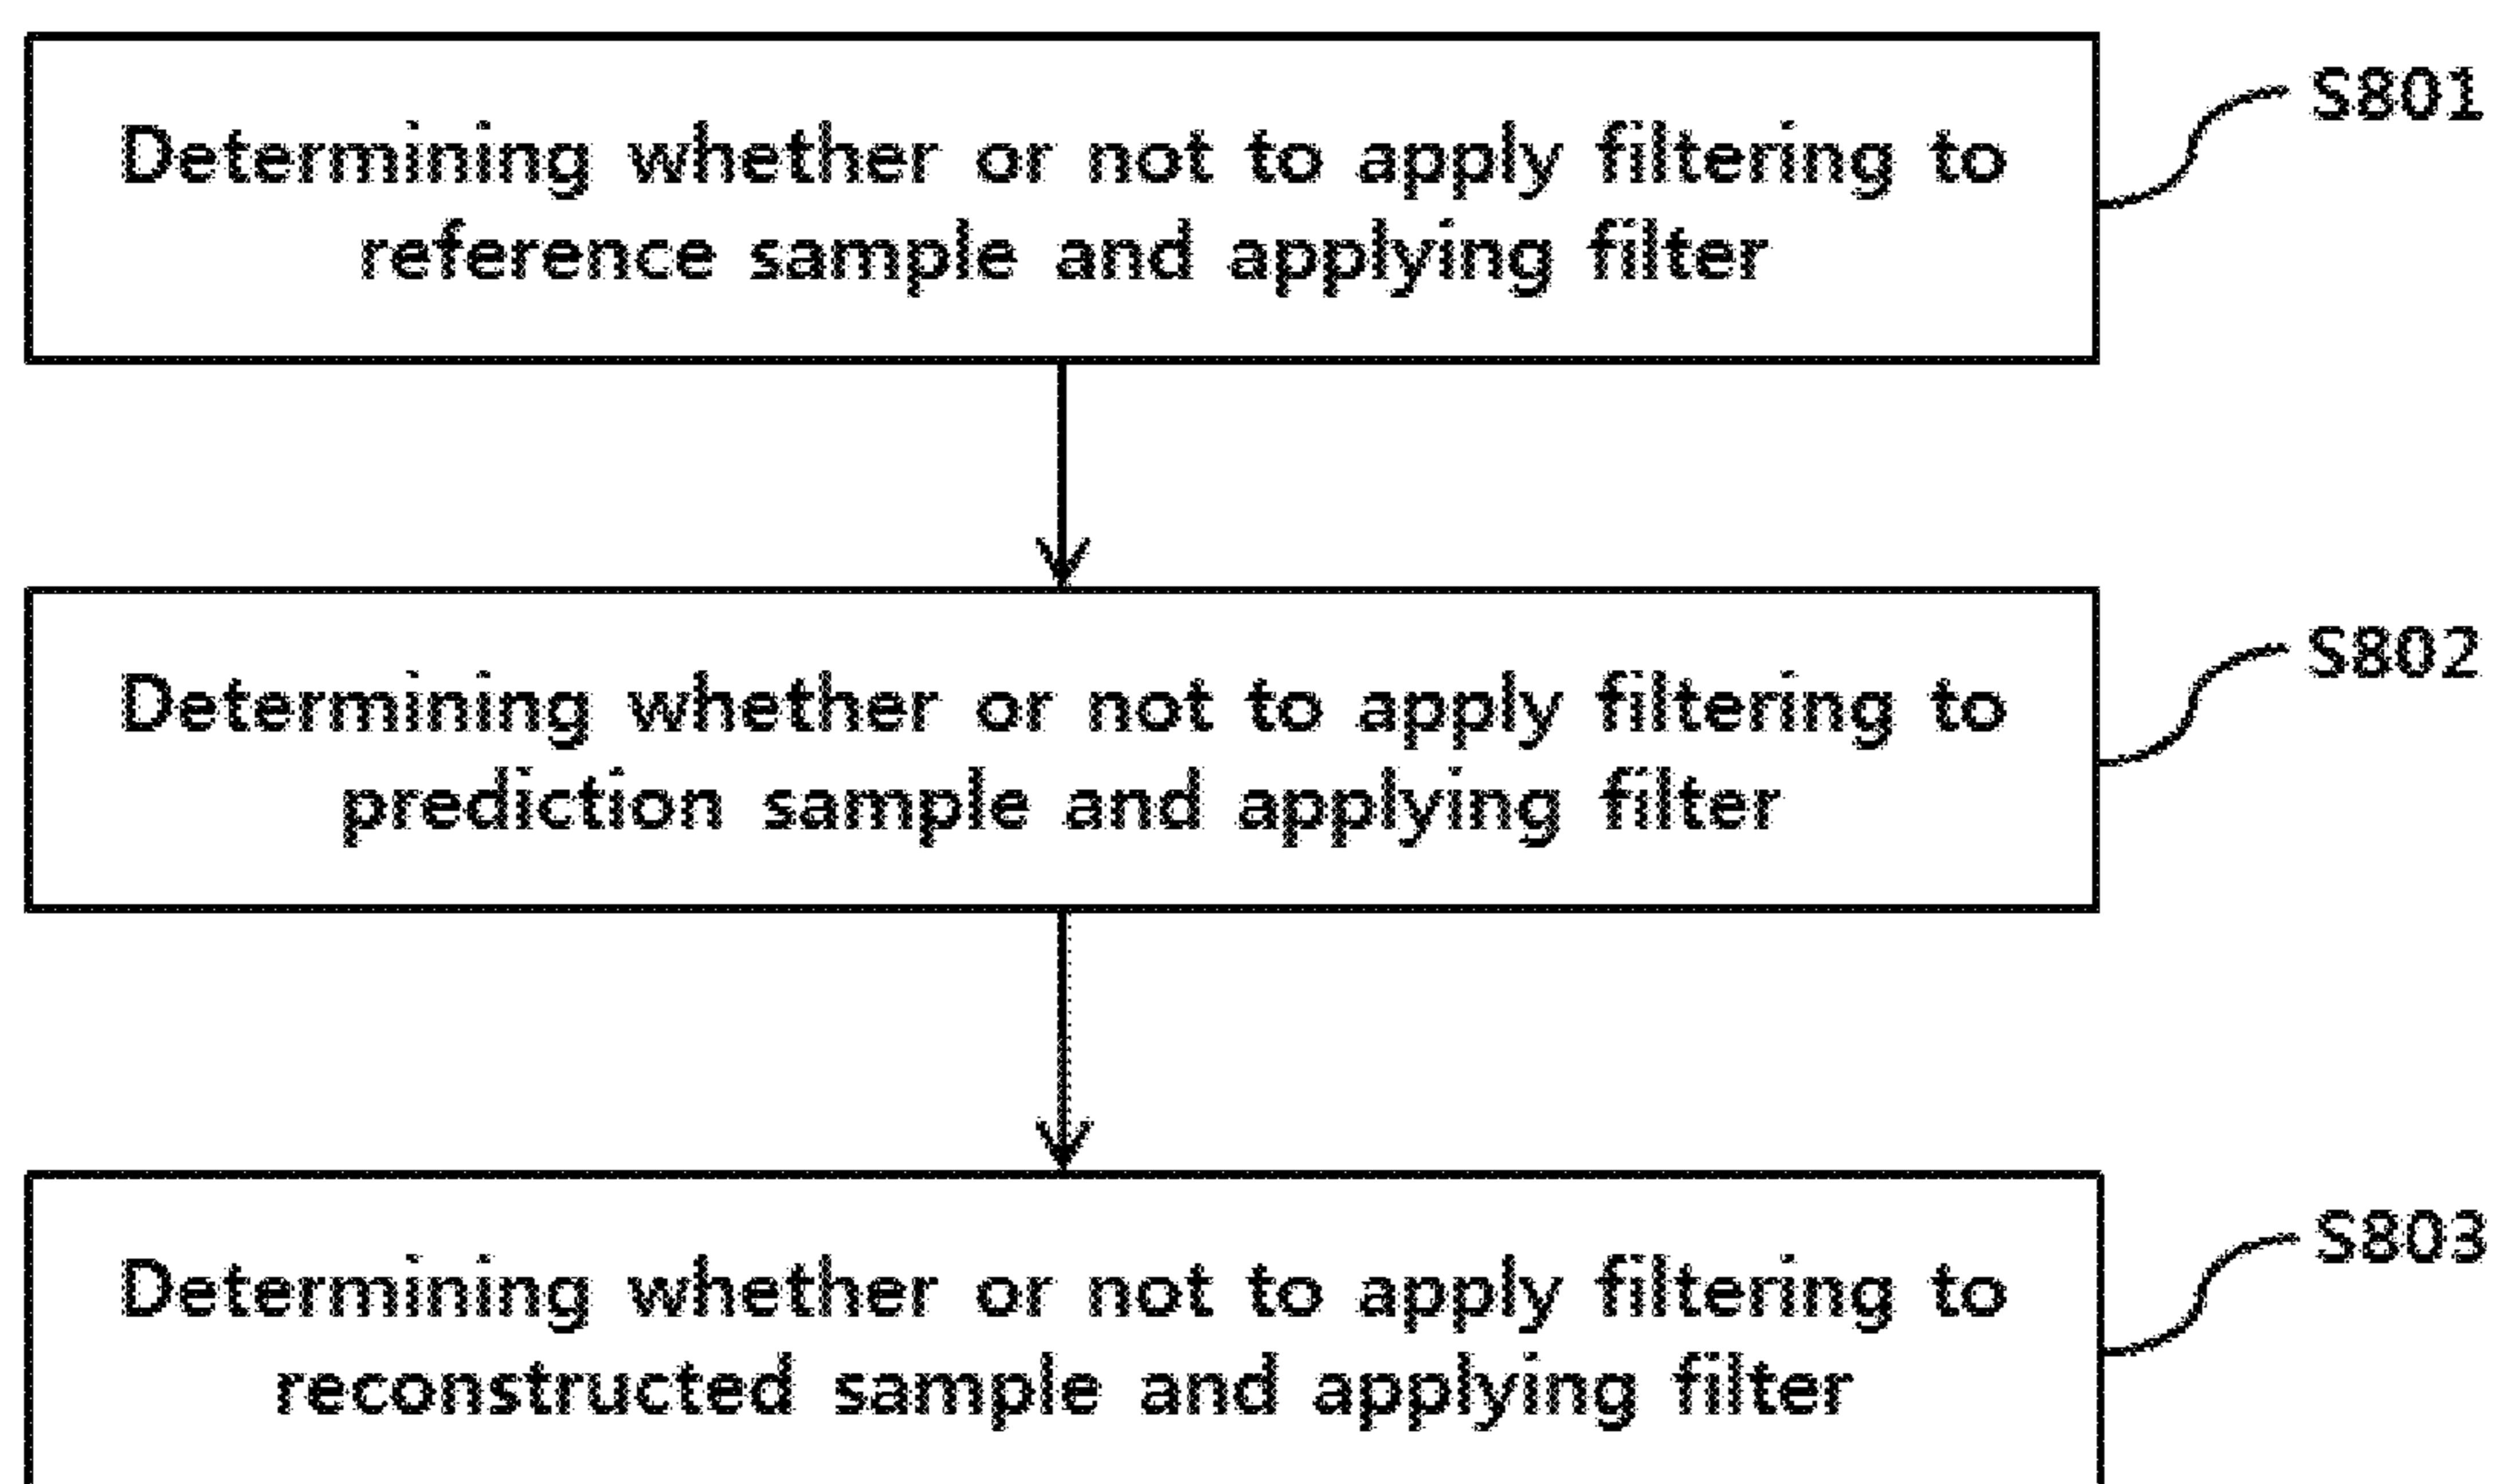 S801
Determining whether or not to apply filtering to
reference sample and applying filter
S802
Determining whether or not to apply filtering to
prediction sample and applying filter
S803
Determining whether or not to apply filtering to
reconstructed sample and applying filter